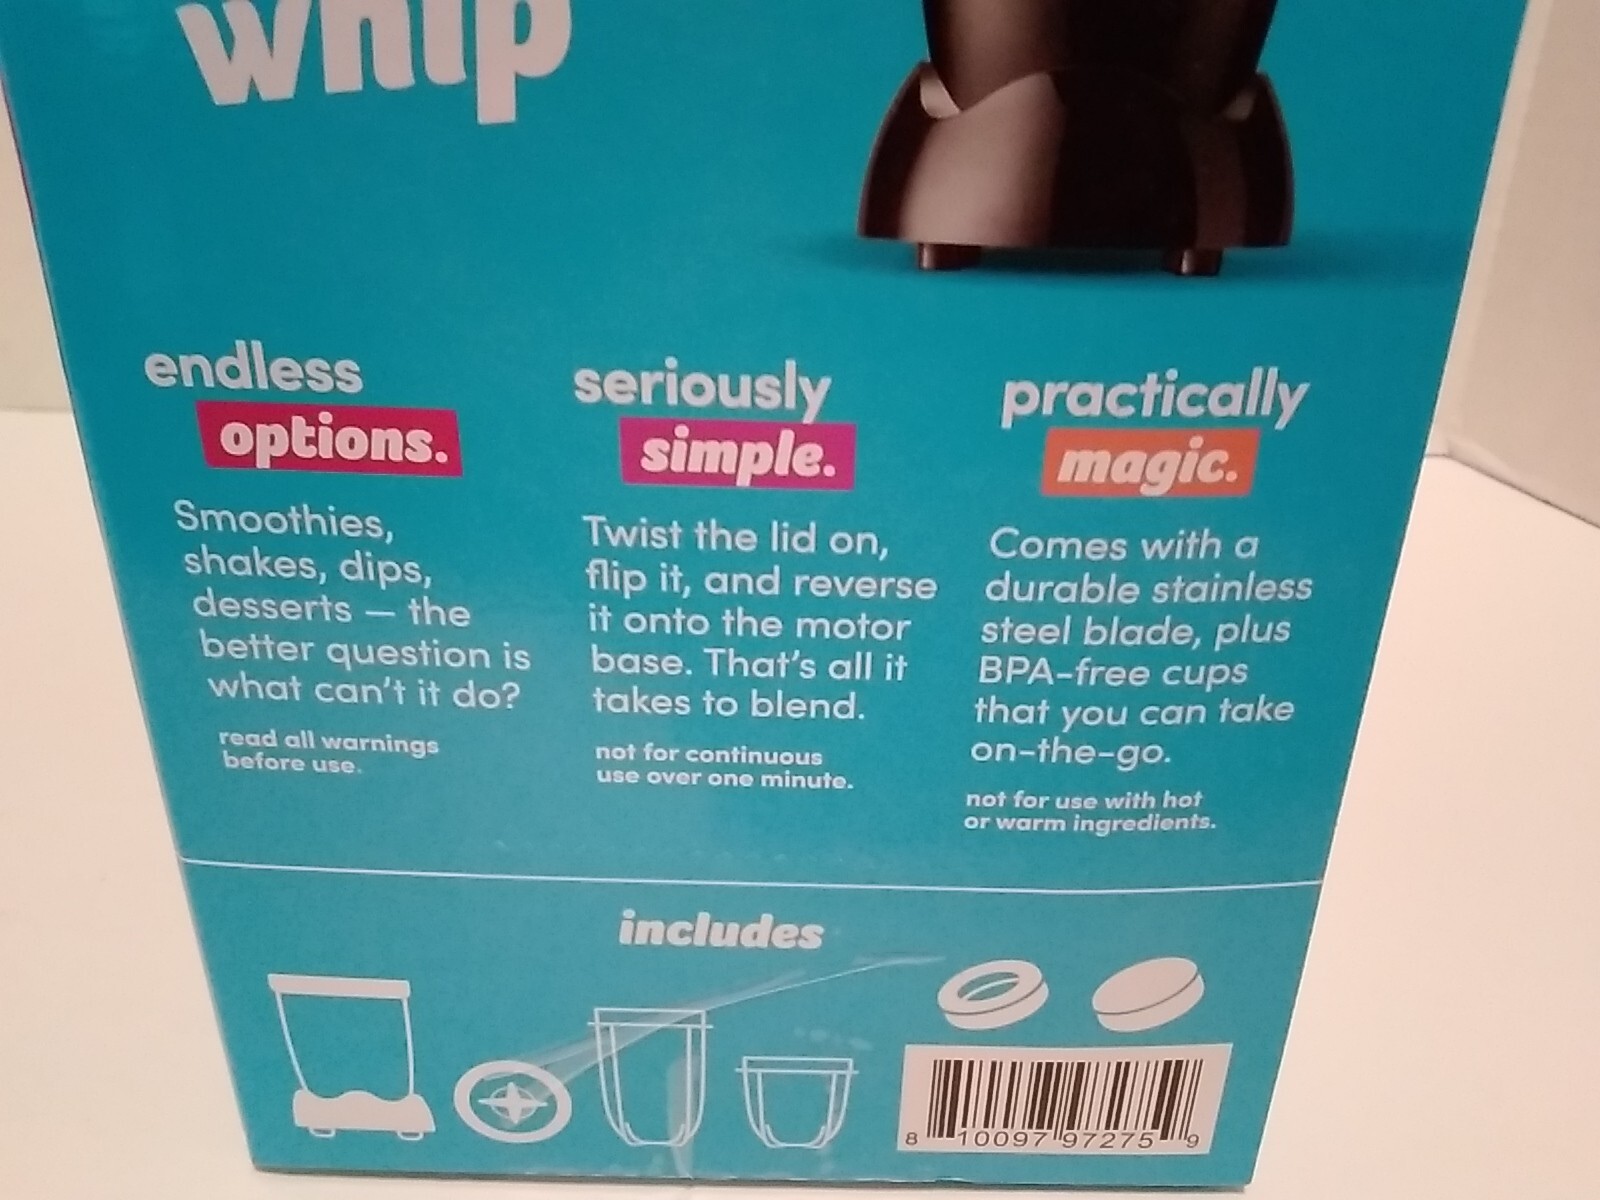 whip
endless
options.
Smoothies,
shakes, dips,
desserts — the
better question is
what can't it do?
read all warnings
before use.
seriously
simple.
Twist the lid on,
flip it, and reverse
it onto the motor
base. That's all it
takes to blend.
not for continuous
use over one minute.
practically
magic.
Comes with a
durable stainless
steel blade, plus
BPA-free cups
that you can take
on-the-go.
not for use with hot
or warm ingredients.
includes
8 10097 97275 9